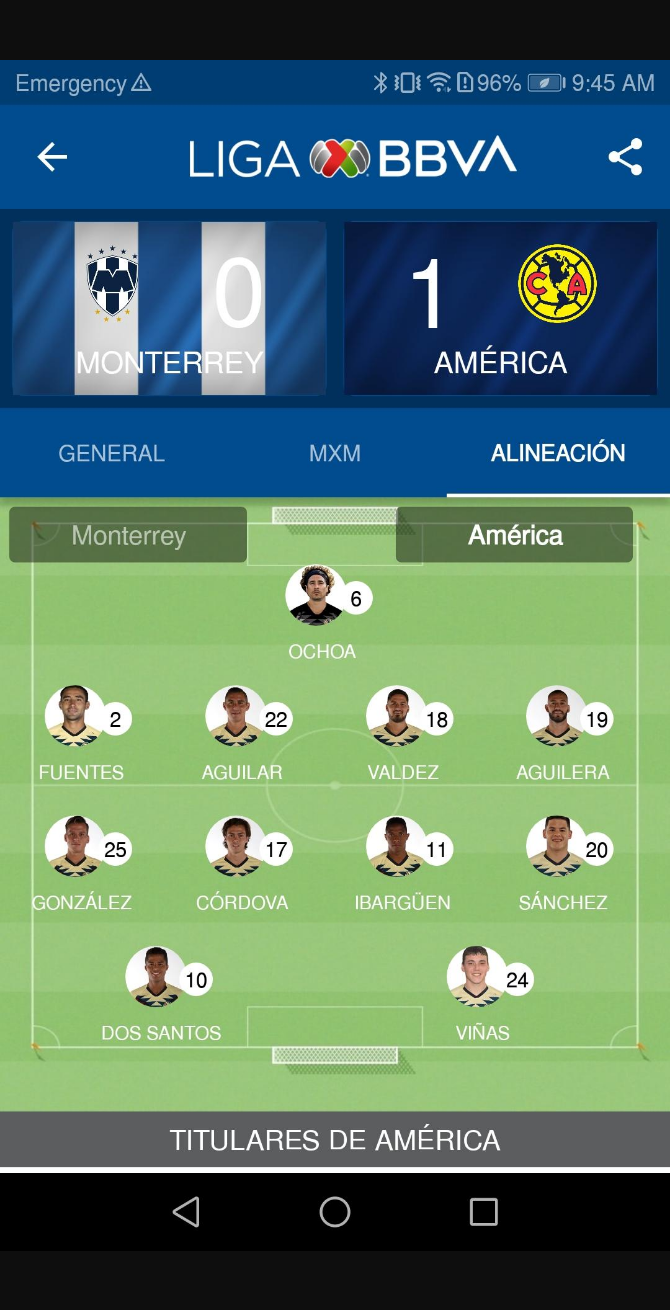 Emergency 96% 9:45 AM
LIGA BBVA
0 1 CA
MONTERREY AMÉRICA
GENERAL MXM ALINEACIÓN
Monterrey América
6
OCHOA
2 22 18 19
FUENTES AGUILAR VALDEZ AGUILERA
25 17 11 20
GONZÁLEZ CÓRDOVA IBARGÜEN SÁNCHEZ
10 24
DOS SANTOS VIÑAS
TITULARES DE AMÉRICA